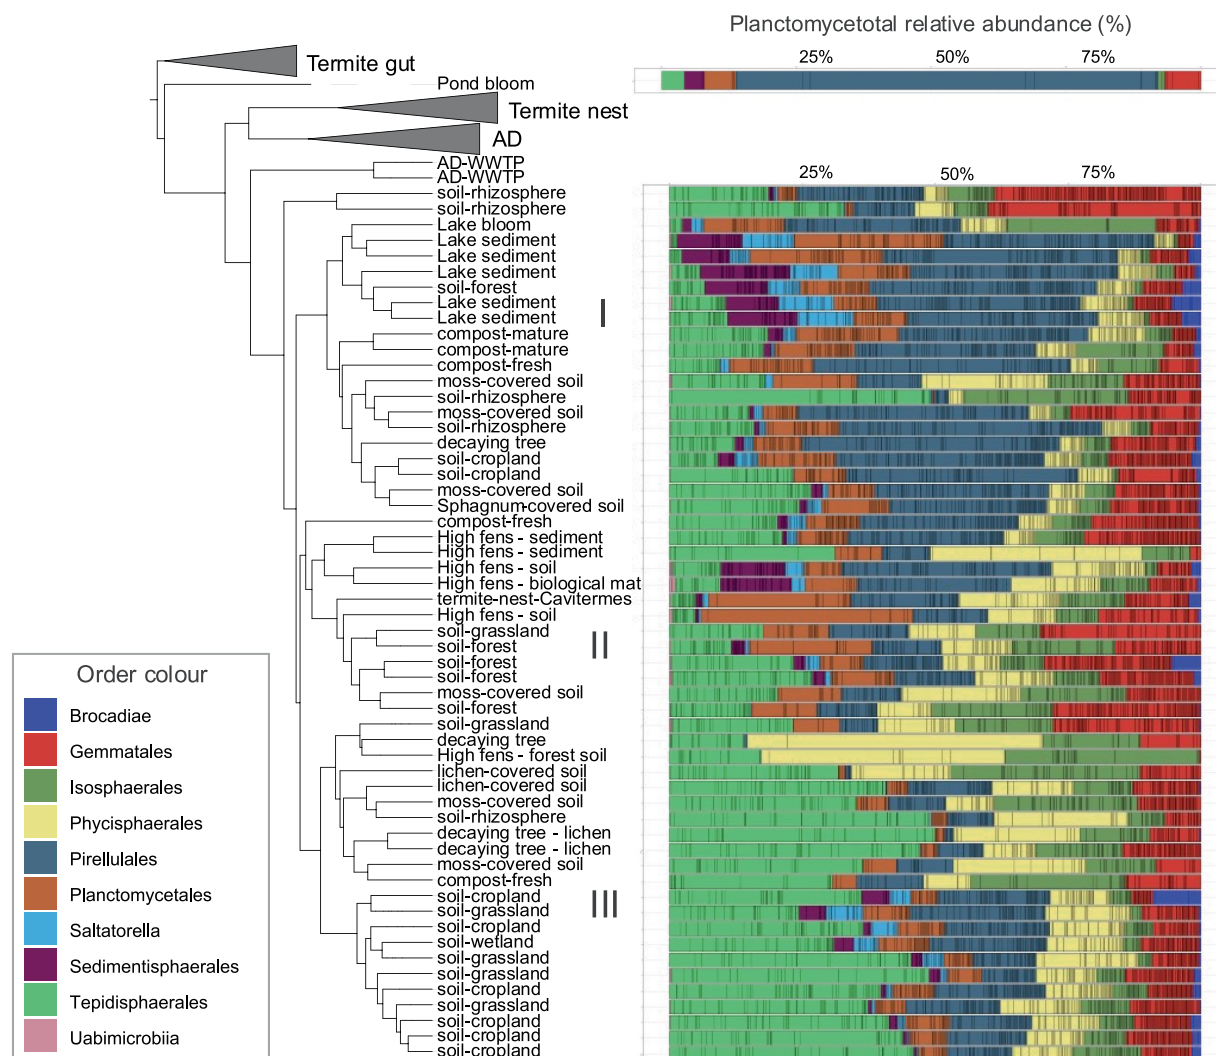 Planctomycetotal relative abundance (%)
25%
50%
75%
Termite gut
Pond bloom
Termite nest
AD
25%
50%
75%
AD-WWTP
AD-WWTP
soil-rhizosphere
soil-rhizosphere
Lake bloom
Lake sediment
Lake sediment
Lake sediment
soil-forest
Lake sediment
Lake sediment
I
compost-mature
compost-mature
compost-fresh
moss-covered soil
soil-rhizosphere
moss-covered soil
soil-rhizosphere
decaying tree
soil-cropland
soil-cropland
moss-covered soil
Sphagnum-covered soil
compost-fresh
High fens - sediment
High fens - sediment
High fens - soil
High fens - biological mat
termite-nest-Cavitermes
High fens - soil
soil-grassland
soil-forest
II
soil-forest
soil-forest
moss-covered soil
soil-forest
soil-grassland
decaying tree
High fens - forest soil
lichen-covered soil
lichen-covered soil
moss-covered soil
soil-rhizosphere
decaying tree - lichen
decaying tree - lichen
moss-covered soil
compost-fresh
soil-cropland
soil-grassland
III
soil-cropland
soil-wetland
soil-grassland
soil-grassland
soil-cropland
soil-grassland
soil-cropland
soil-cropland
soil-cropland
Order colour
Brocadiae
Gemmatales
Isosphaerales
Phycisphaerales
Pirellulales
Planctomycetales
Saltatorella
Sedimentisphaerales
Tepidisphaerales
Uabimicrobiia